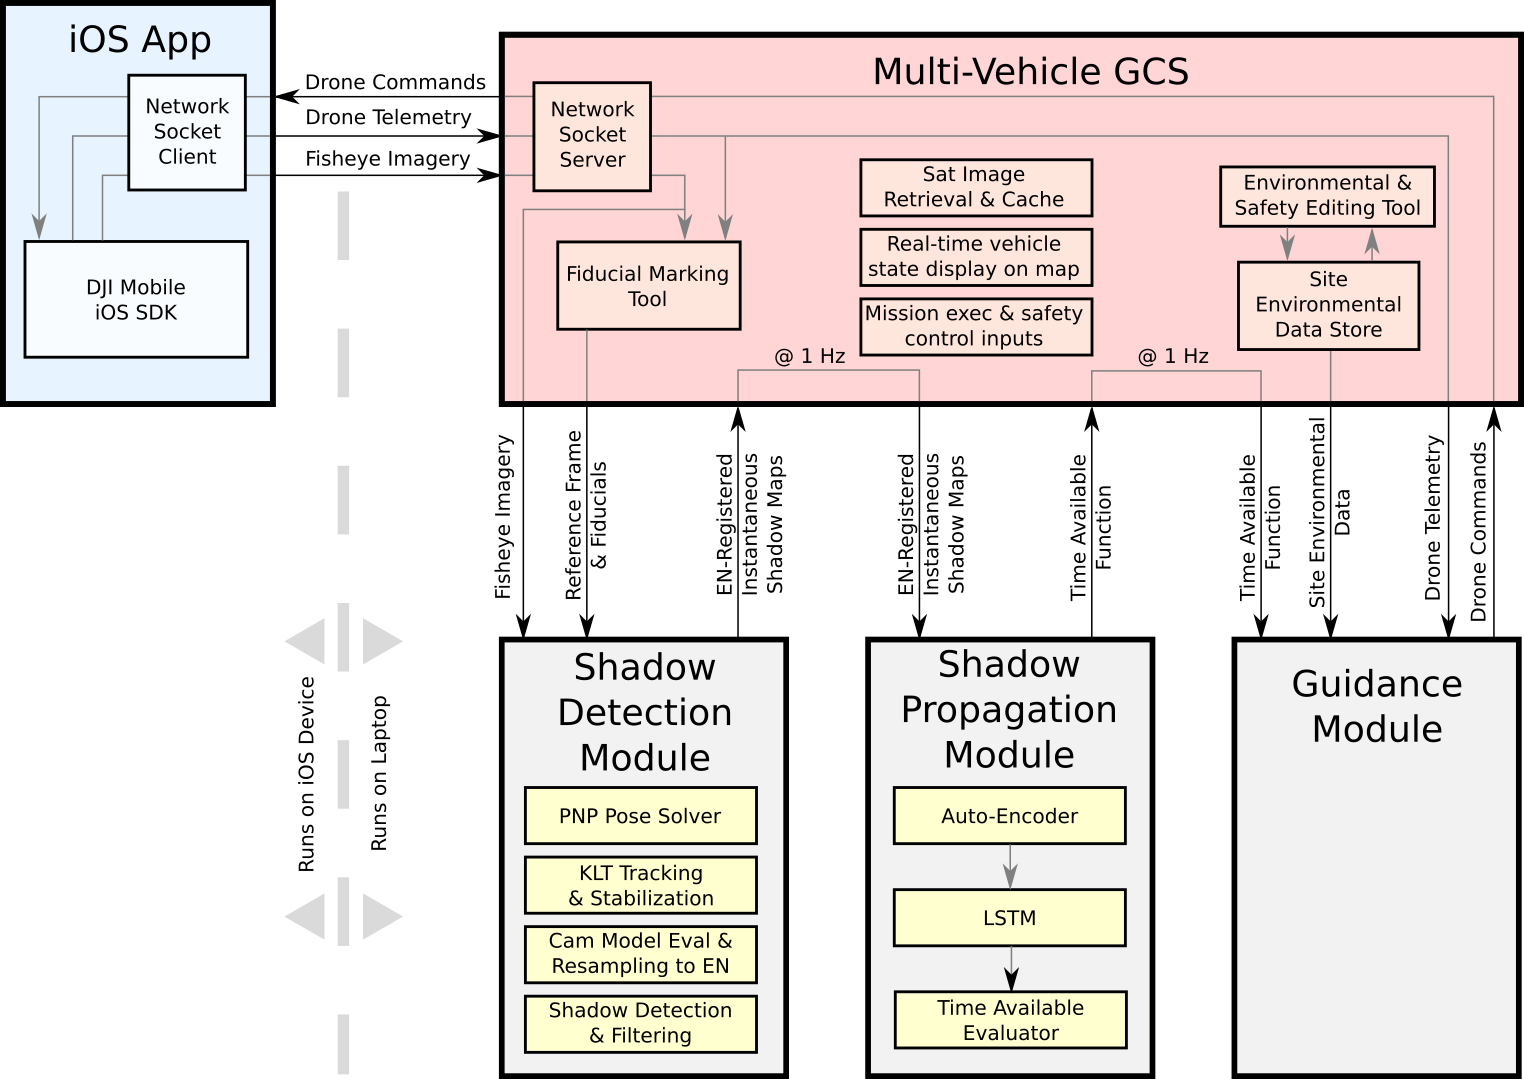 iOS App
Network
Socket
Client
DJI Mobile
iOS SDK
Drone Commands
Drone Telemetry
Fisheye Imagery
Multi-Vehicle GCS
Network
Socket
Server
Fiducial Marking
Tool
Sat Image
Retrieval & Cache
Real-time vehicle
state display on map
Mission exec & safety
control inputs
Environmental &
Safety Editing Tool
Site
Environmental
Data Store
@ 1 Hz
@ 1 Hz
Fisheye Imagery
Reference Frame
& Fiducials
EN-Registered
Instantaneous
Shadow Maps
EN-Registered
Instantaneous
Shadow Maps
Time Available
Function
Time Available
Function
Site Environmental
Data
Drone Telemetry
Drone Commands
Runs on iOS Device
Runs on Laptop
Shadow
Detection
Module
PNP Pose Solver
KLT Tracking
& Stabilization
Cam Model Eval &
Resampling to EN
Shadow Detection
& Filtering
Shadow
Propagation
Module
Auto-Encoder
LSTM
Time Available
Evaluator
Guidance
Module